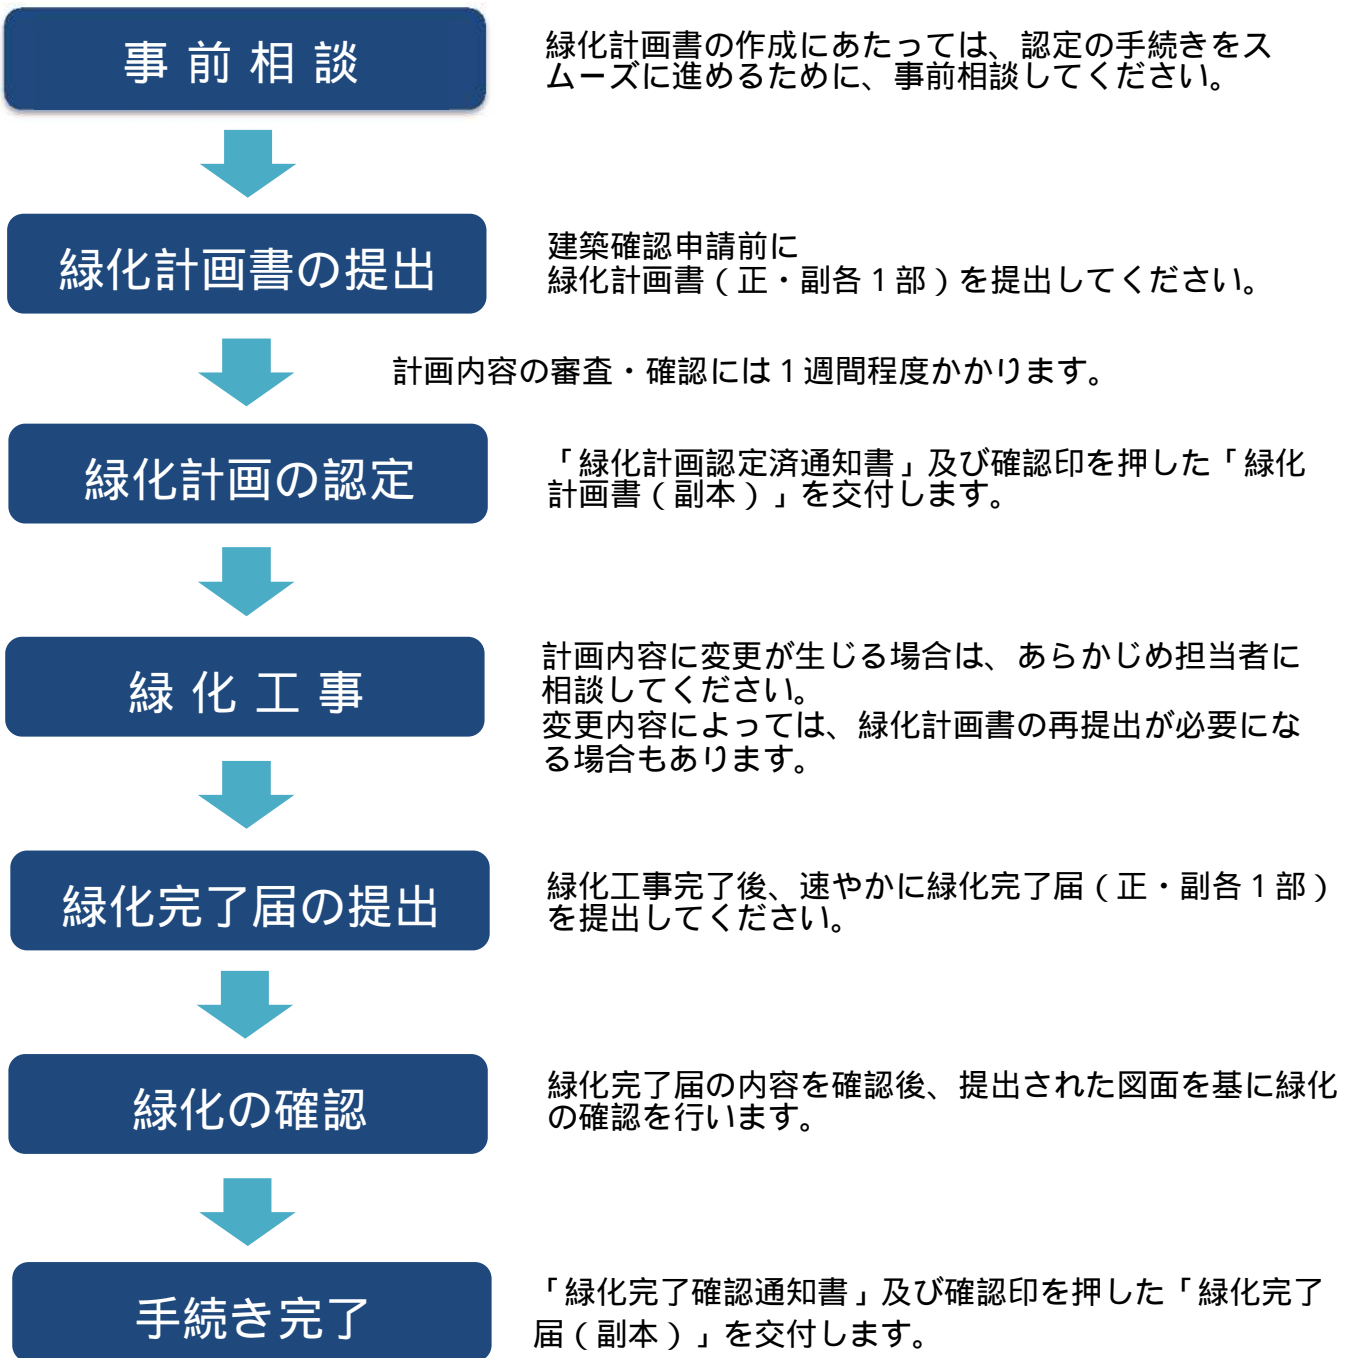 事前相談
緑化計画書の作成にあたっては、認定の手続きをス
ムーズに進めるために、事前相談してください。
緑化計画書の提出
建築確認申請前に
緑化計画書（正・副各１部）を提出してください。
計画内容の審査・確認には１週間程度かかります。
緑化計画の認定
「緑化計画認定済通知書」及び確認印を押した「緑化
計画書（副本）」を交付します。
緑化工事
計画内容に変更が生じる場合は、あらかじめ担当者に
相談してください。
変更内容によっては、緑化計画書の再提出が必要にな
る場合もあります。
緑化完了届の提出
緑化工事完了後、速やかに緑化完了届（正・副各１部）
を提出してください。
緑化の確認
緑化完了届の内容を確認後、提出された図面を基に緑化
の確認を行います。
手続き完了
「緑化完了確認通知書」及び確認印を押した「緑化完了
届（副本）」を交付します。